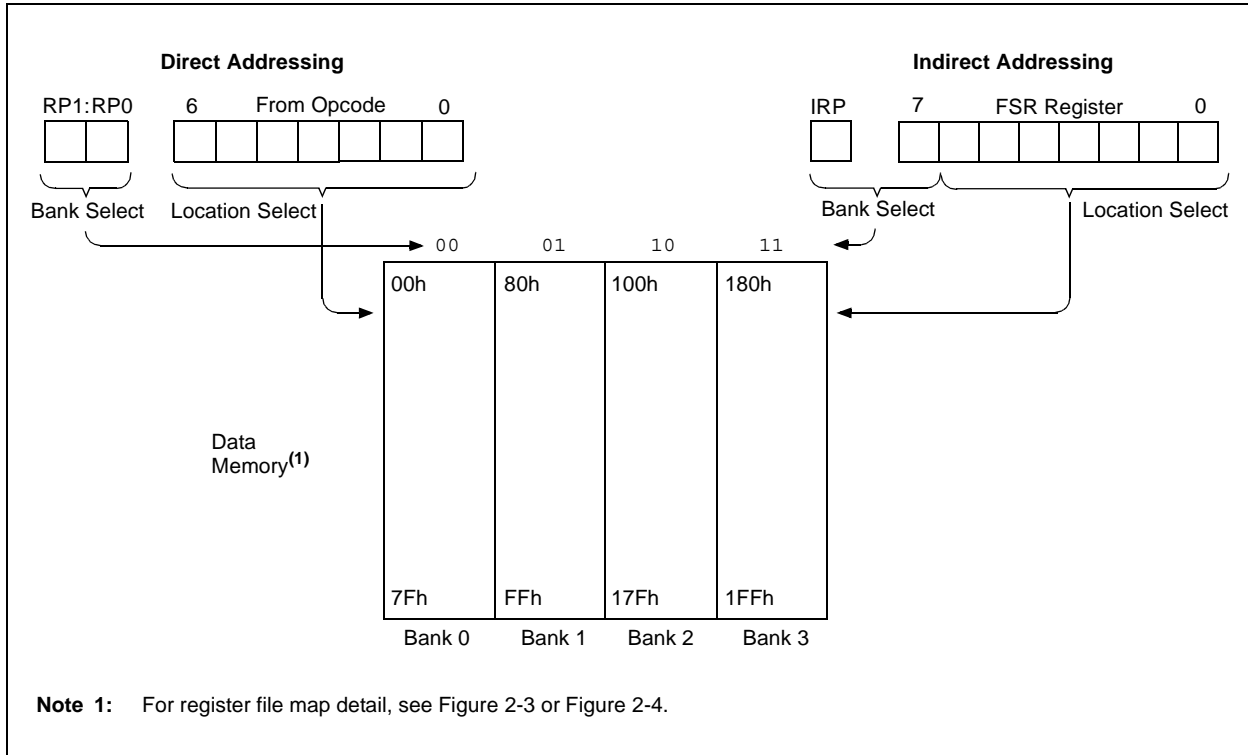 Direct Addressing
Indirect Addressing
RP1:RP0 6 From Opcode 0
IRP 7 FSR Register 0
Bank Select Location Select
Bank Select Location Select
00 01 10 11
00h 80h 100h 180h
Data
Memory(1)
7Fh FFh 17Fh 1FFh
Bank 0 Bank 1 Bank 2 Bank 3
Note 1: For register file map detail, see Figure 2-3 or Figure 2-4.